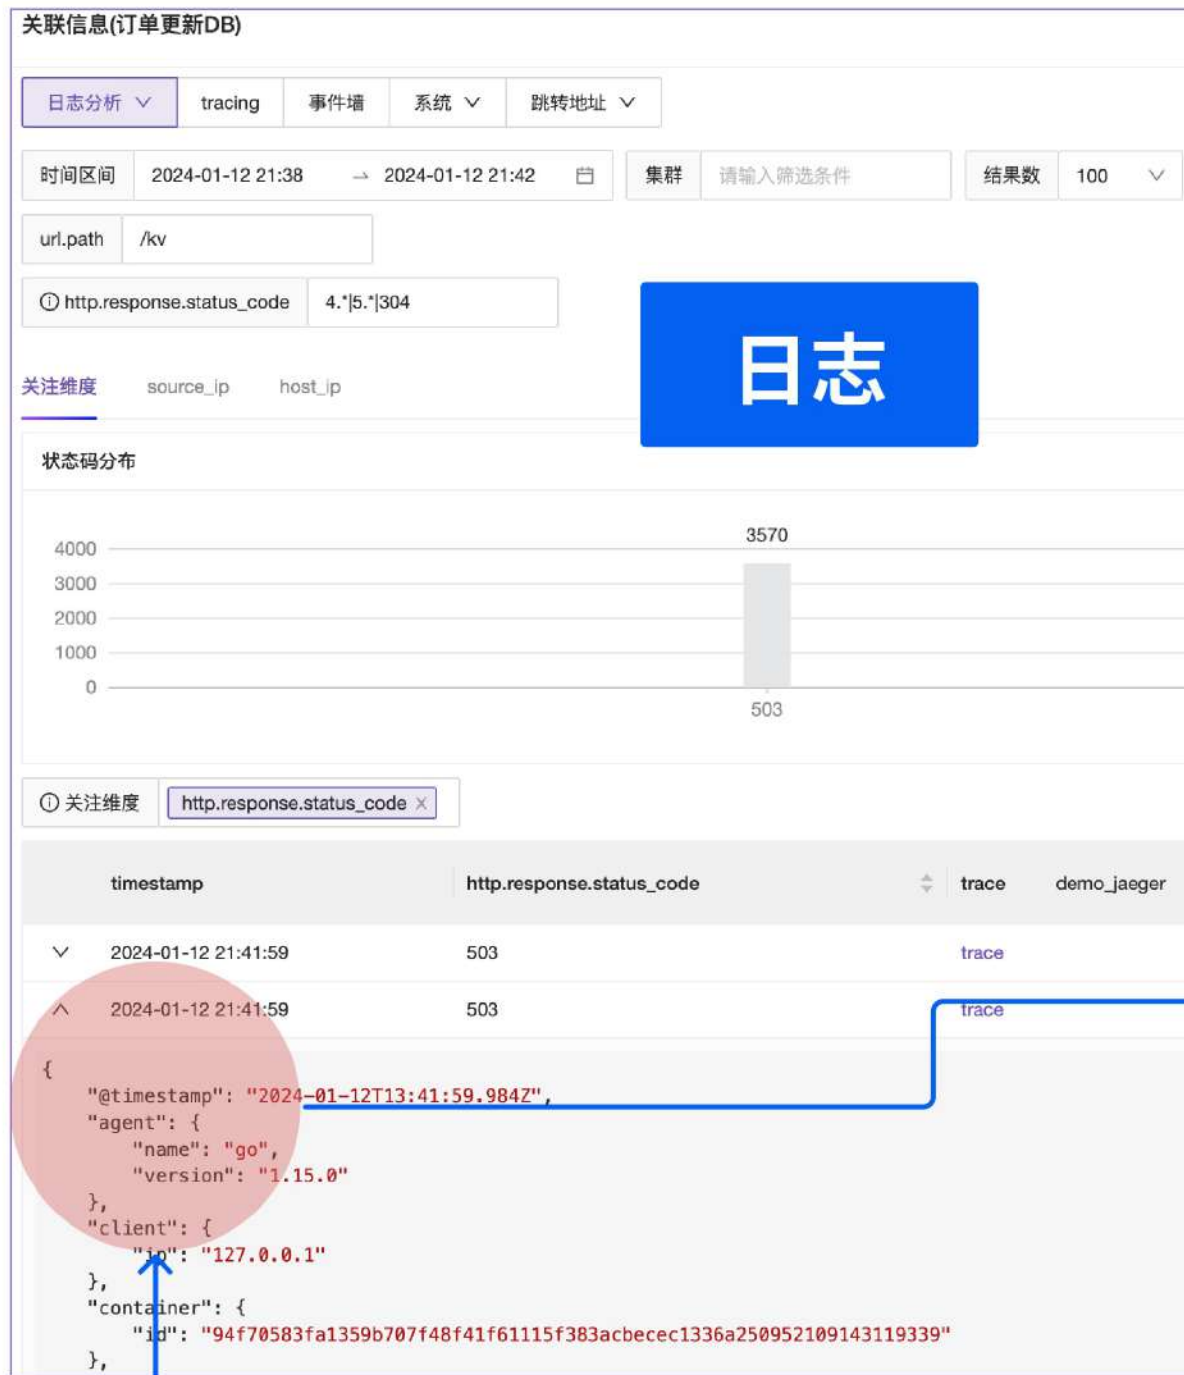 关联信息(订单更新DB)
日志分析 tracing 事件墙 系统 跳转地址
时间区间 2024-01-12 21:38 → 2024-01-12 21:42 集群 请输入筛选条件 结果数 100
url.path /kv
http.response.status_code 4.*|5.*|304
日志
关注维度 source_ip host_ip
状态码分布
3570
4000
3000
2000
1000
0
503
关注维度 http.response.status_code ×
timestamp http.response.status_code trace demo_jaeger
2024-01-12 21:41:59 503 trace
2024-01-12 21:41:59 503 trace
{
"@timestamp": "2024-01-12T13:41:59.984Z",
"agent": {
"name": "go",
"version": "1.15.0"
},
"client": {
"ip": "127.0.0.1"
},
"container": {
"id": "94f70583fa1359b707f48f41f61115f383acbecec1336a250952109143119339"
},